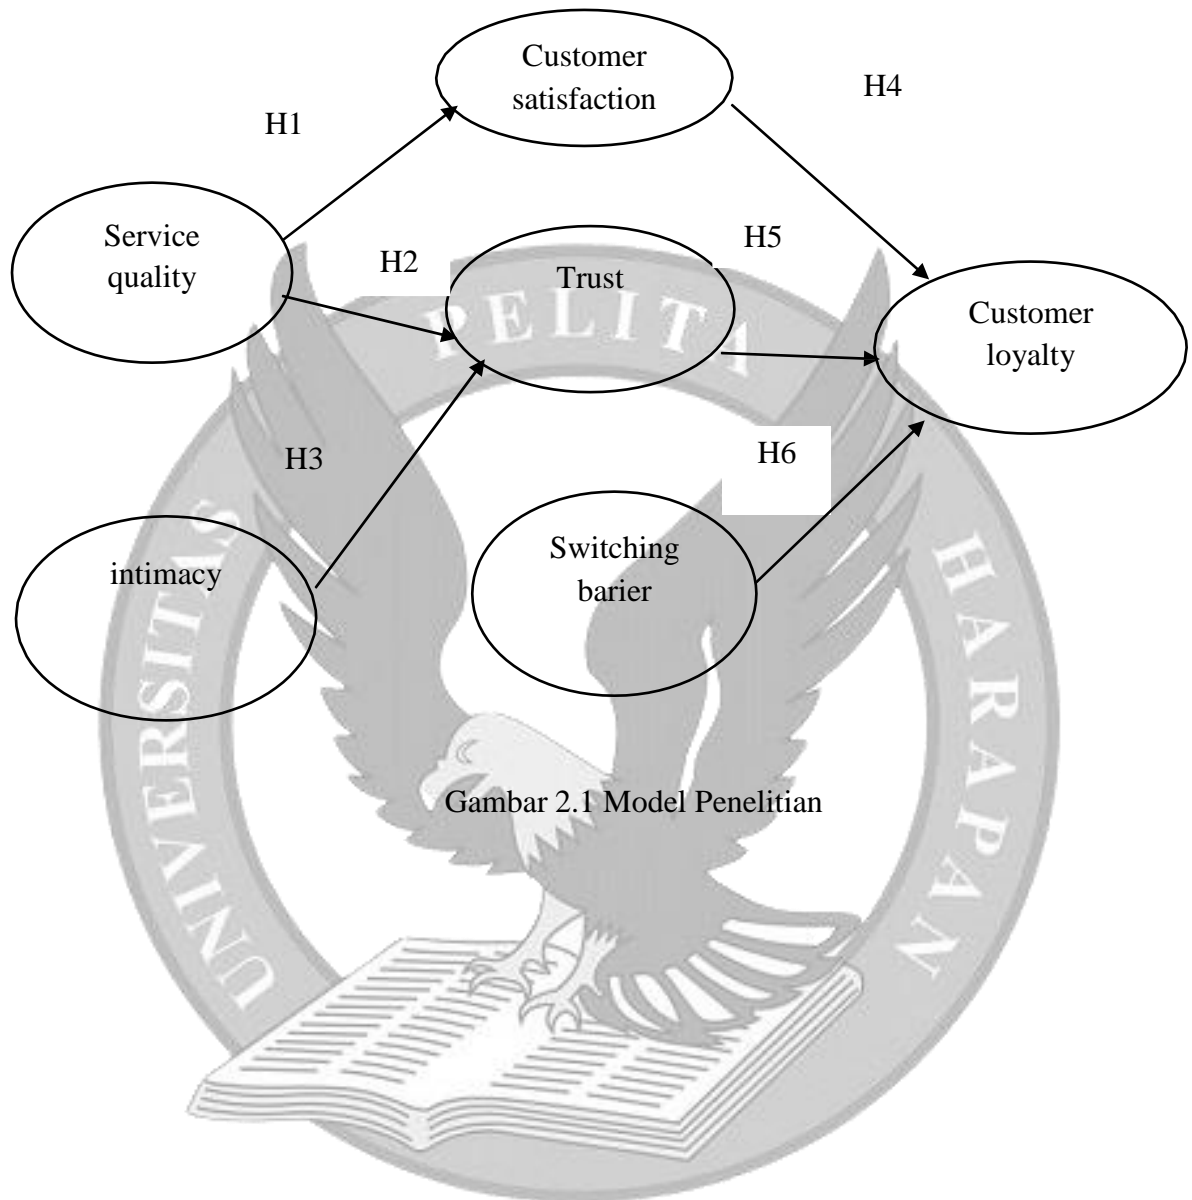 Customer
satisfaction
H4
H1
Service
quality
H2
Trust
H5
Customer
loyalty
H3
H6
intimacy
Switching
barier
Gambar 2.1 Model Penelitian
UNIVERSITAS
PELITA
HARAPAN